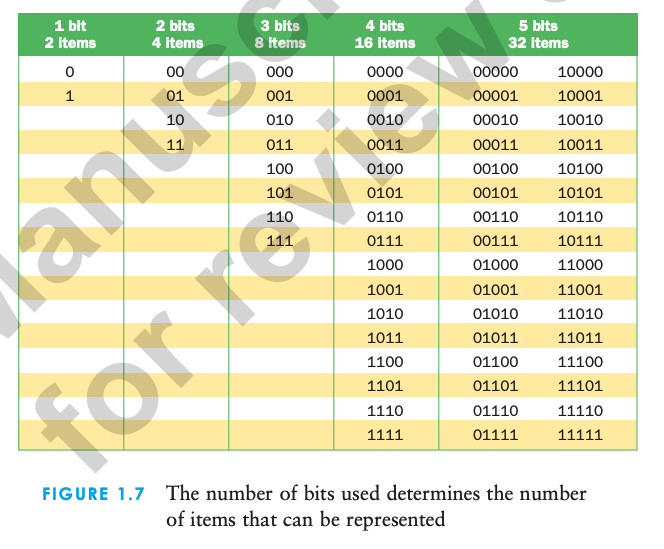 1 bit 2 bits 3 bits 4 bits 5 bits
2 items 4 items 8 items 16 items 32 items
0 00 000 0000 00000 10000
1 01 001 0001 00001 10001
10 010 0010 00010 10010
11 011 0011 00011 10011
100 0100 00100 10100
101 0101 00101 10101
110 0110 00110 10110
111 0111 00111 10111
1000 01000 11000
1001 01001 11001
1010 01010 11010
1011 01011 11011
1100 01100 11100
1101 01101 11101
1110 01110 11110
1111 01111 11111
FIGURE 1.7 The number of bits used determines the number
of items that can be represented
for review